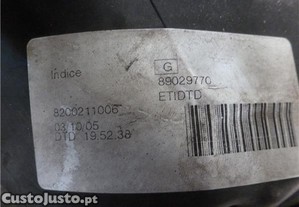 Indice
G
89029770
ETIDTD
8200211006
03/10/05
DTD 19.52.38
CustoJusto.pt